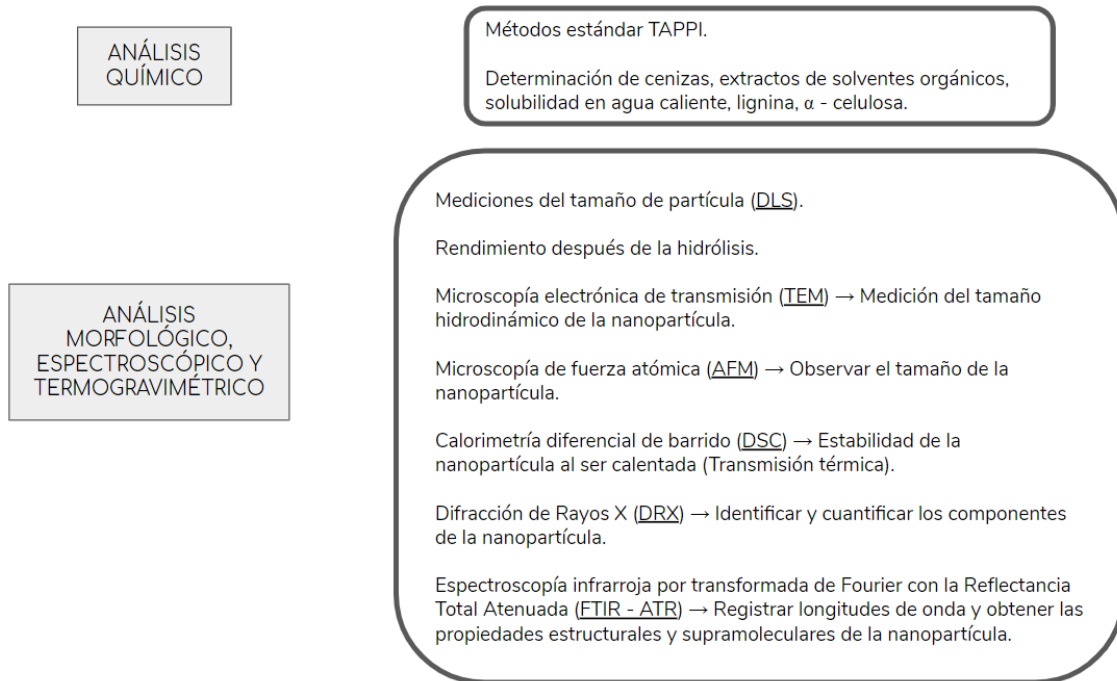 ANÁLISIS
QUÍMICO
Métodos estándar TAPPI.
Determinación de cenizas, extractos de solventes orgánicos,
solubilidad en agua caliente, lignina, α - celulosa.
ANÁLISIS
MORFOLÓGICO,
ESPECTROSCÓPICO Y
TERMOGRAVIMÉTRICO
Mediciones del tamaño de partícula (DLS).
Rendimiento después de la hidrólisis.
Microscopía electrónica de transmisión (TEM) → Medición del tamaño
hidrodinámico de la nanopartícula.
Microscopía de fuerza atómica (AFM) → Observar el tamaño de la
nanopartícula.
Calorimetría diferencial de barrido (DSC) → Estabilidad de la
nanopartícula al ser calentada (Transmisión térmica).
Difracción de Rayos X (DRX) → Identificar y cuantificar los componentes
de la nanopartícula.
Espectroscopía infrarroja por transformada de Fourier con la Reflectancia
Total Atenuada (FTIR - ATR) → Registrar longitudes de onda y obtener las
propiedades estructurales y supramoleculares de la nanopartícula.